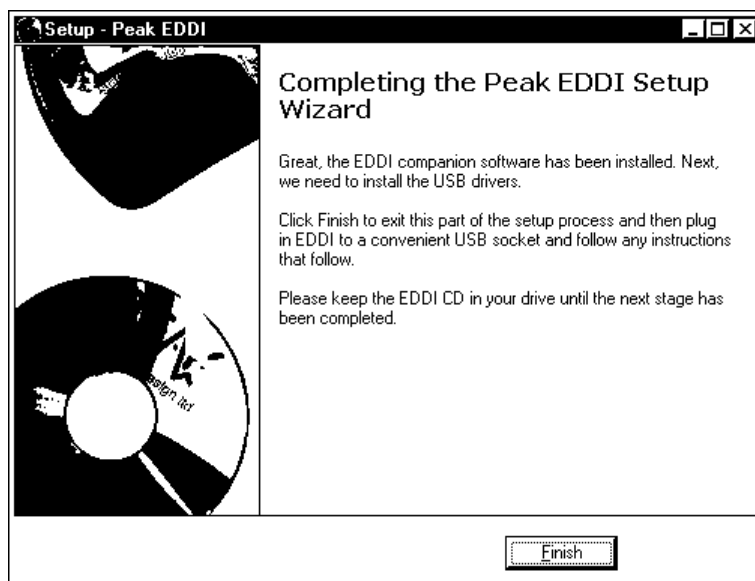 Setup - Peak EDDI
Completing the Peak EDDI Setup
Wizard
Great, the EDDI companion software has been installed. Next,
we need to install the USB drivers.
Click Finish to exit this part of the setup process and then plug
in EDDI to a convenient USB socket and follow any instructions
that follow.
Please keep the EDDI CD in your drive until the next stage has
been completed.
esign ltd
Finish